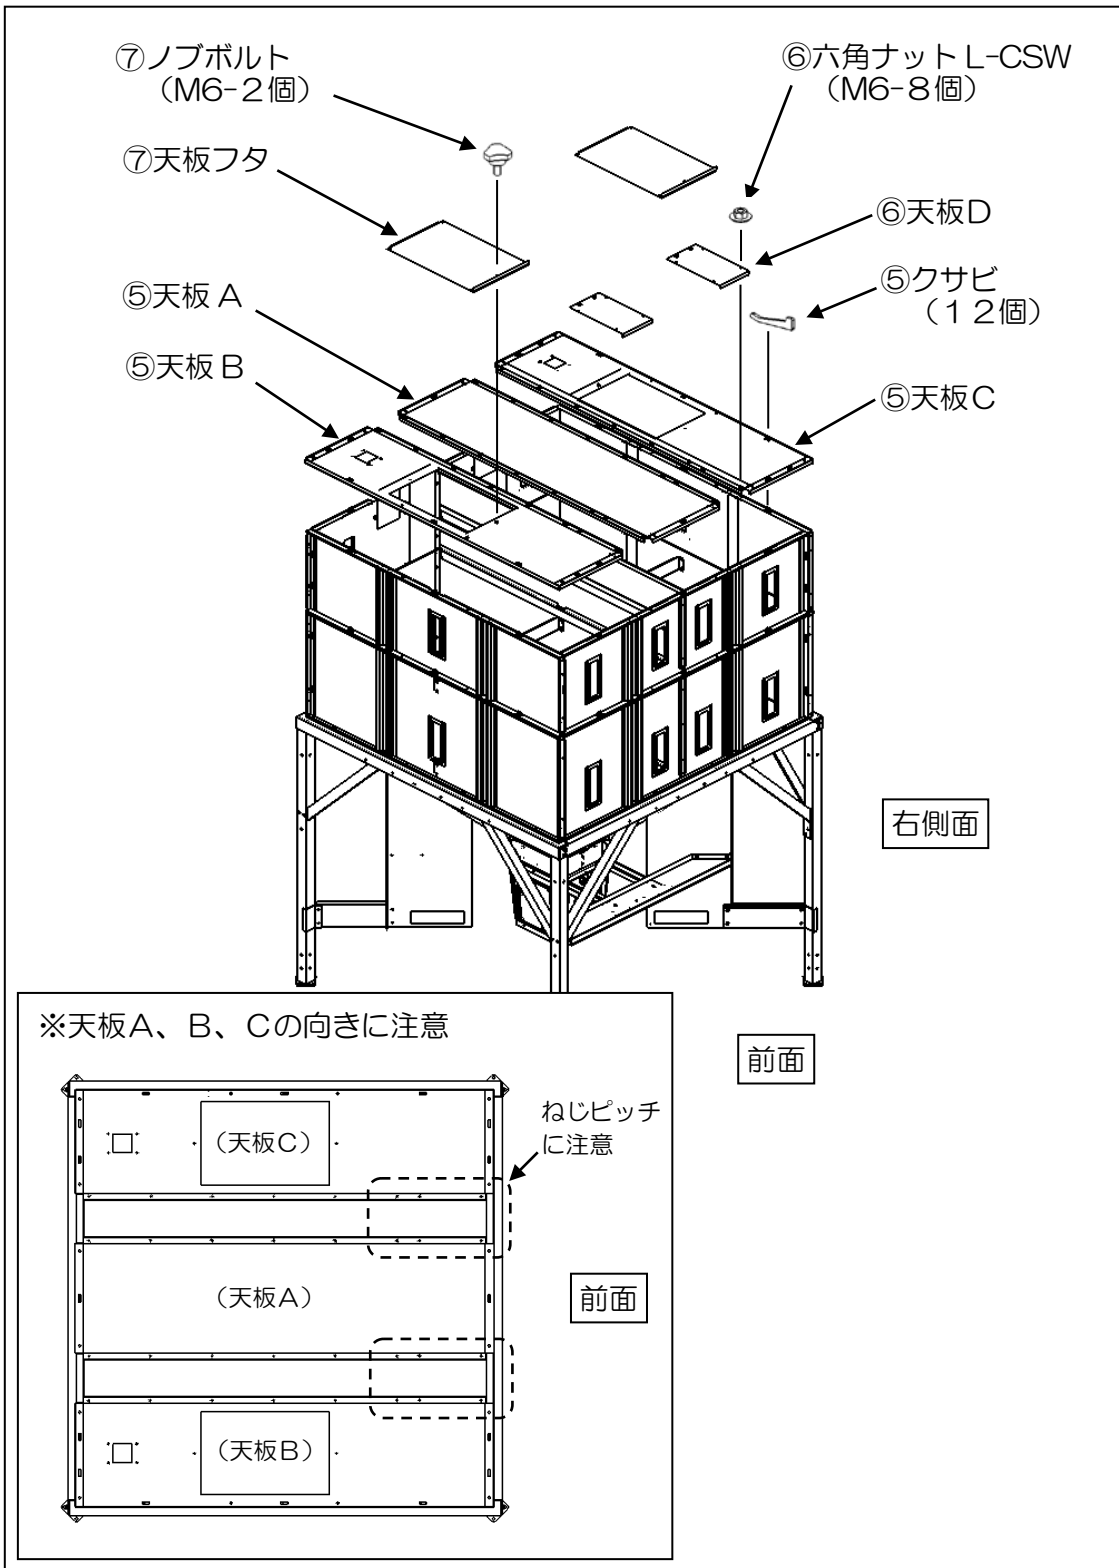 ⑦ノブボルト
（M6-2個）
⑥六角ナットL-CSW
（M6-8個）
⑦天板フタ
⑥天板D
⑤クサビ
（12個）
⑤天板A
⑤天板B
⑤天板C
右側面
前面
※天板A、B、Cの向きに注意
ねじピッチ
に注意
（天板C）
（天板A）
前面
（天板B）